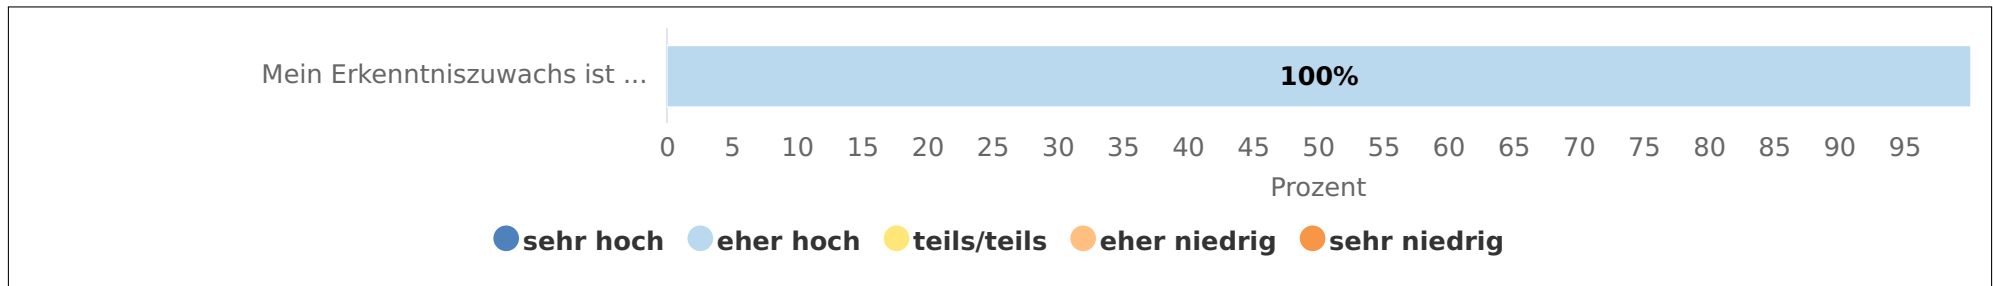 Mein Erkenntniszuwachs ist ...
100%
0 5 10 15 20 25 30 35 40 45 50 55 60 65 70 75 80 85 90 95
Prozent
sehr hoch eher hoch teils/teils eher niedrig sehr niedrig